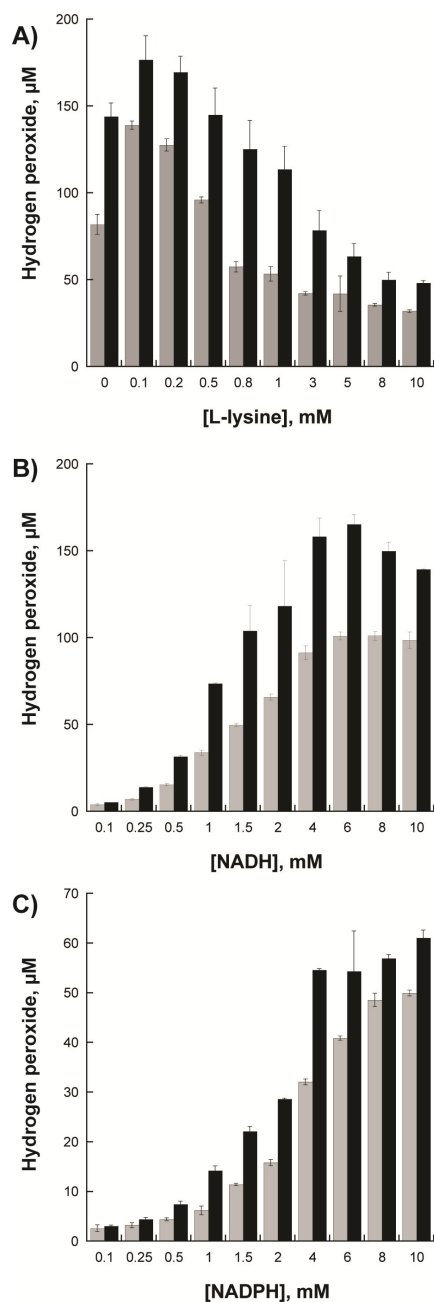 A)
Hydrogen peroxide, µM
200
150
100
50
0
0 0.1 0.2 0.5 0.8 1 3 5 8 10
[L-lysine], mM
B)
Hydrogen peroxide, µM
200
150
100
50
0
0.1 0.25 0.5 1 1.5 2 4 6 8 10
[NADH], mM
C)
Hydrogen peroxide, µM
70
60
50
40
30
20
10
0
0.1 0.25 0.5 1 1.5 2 4 6 8 10
[NADPH], mM